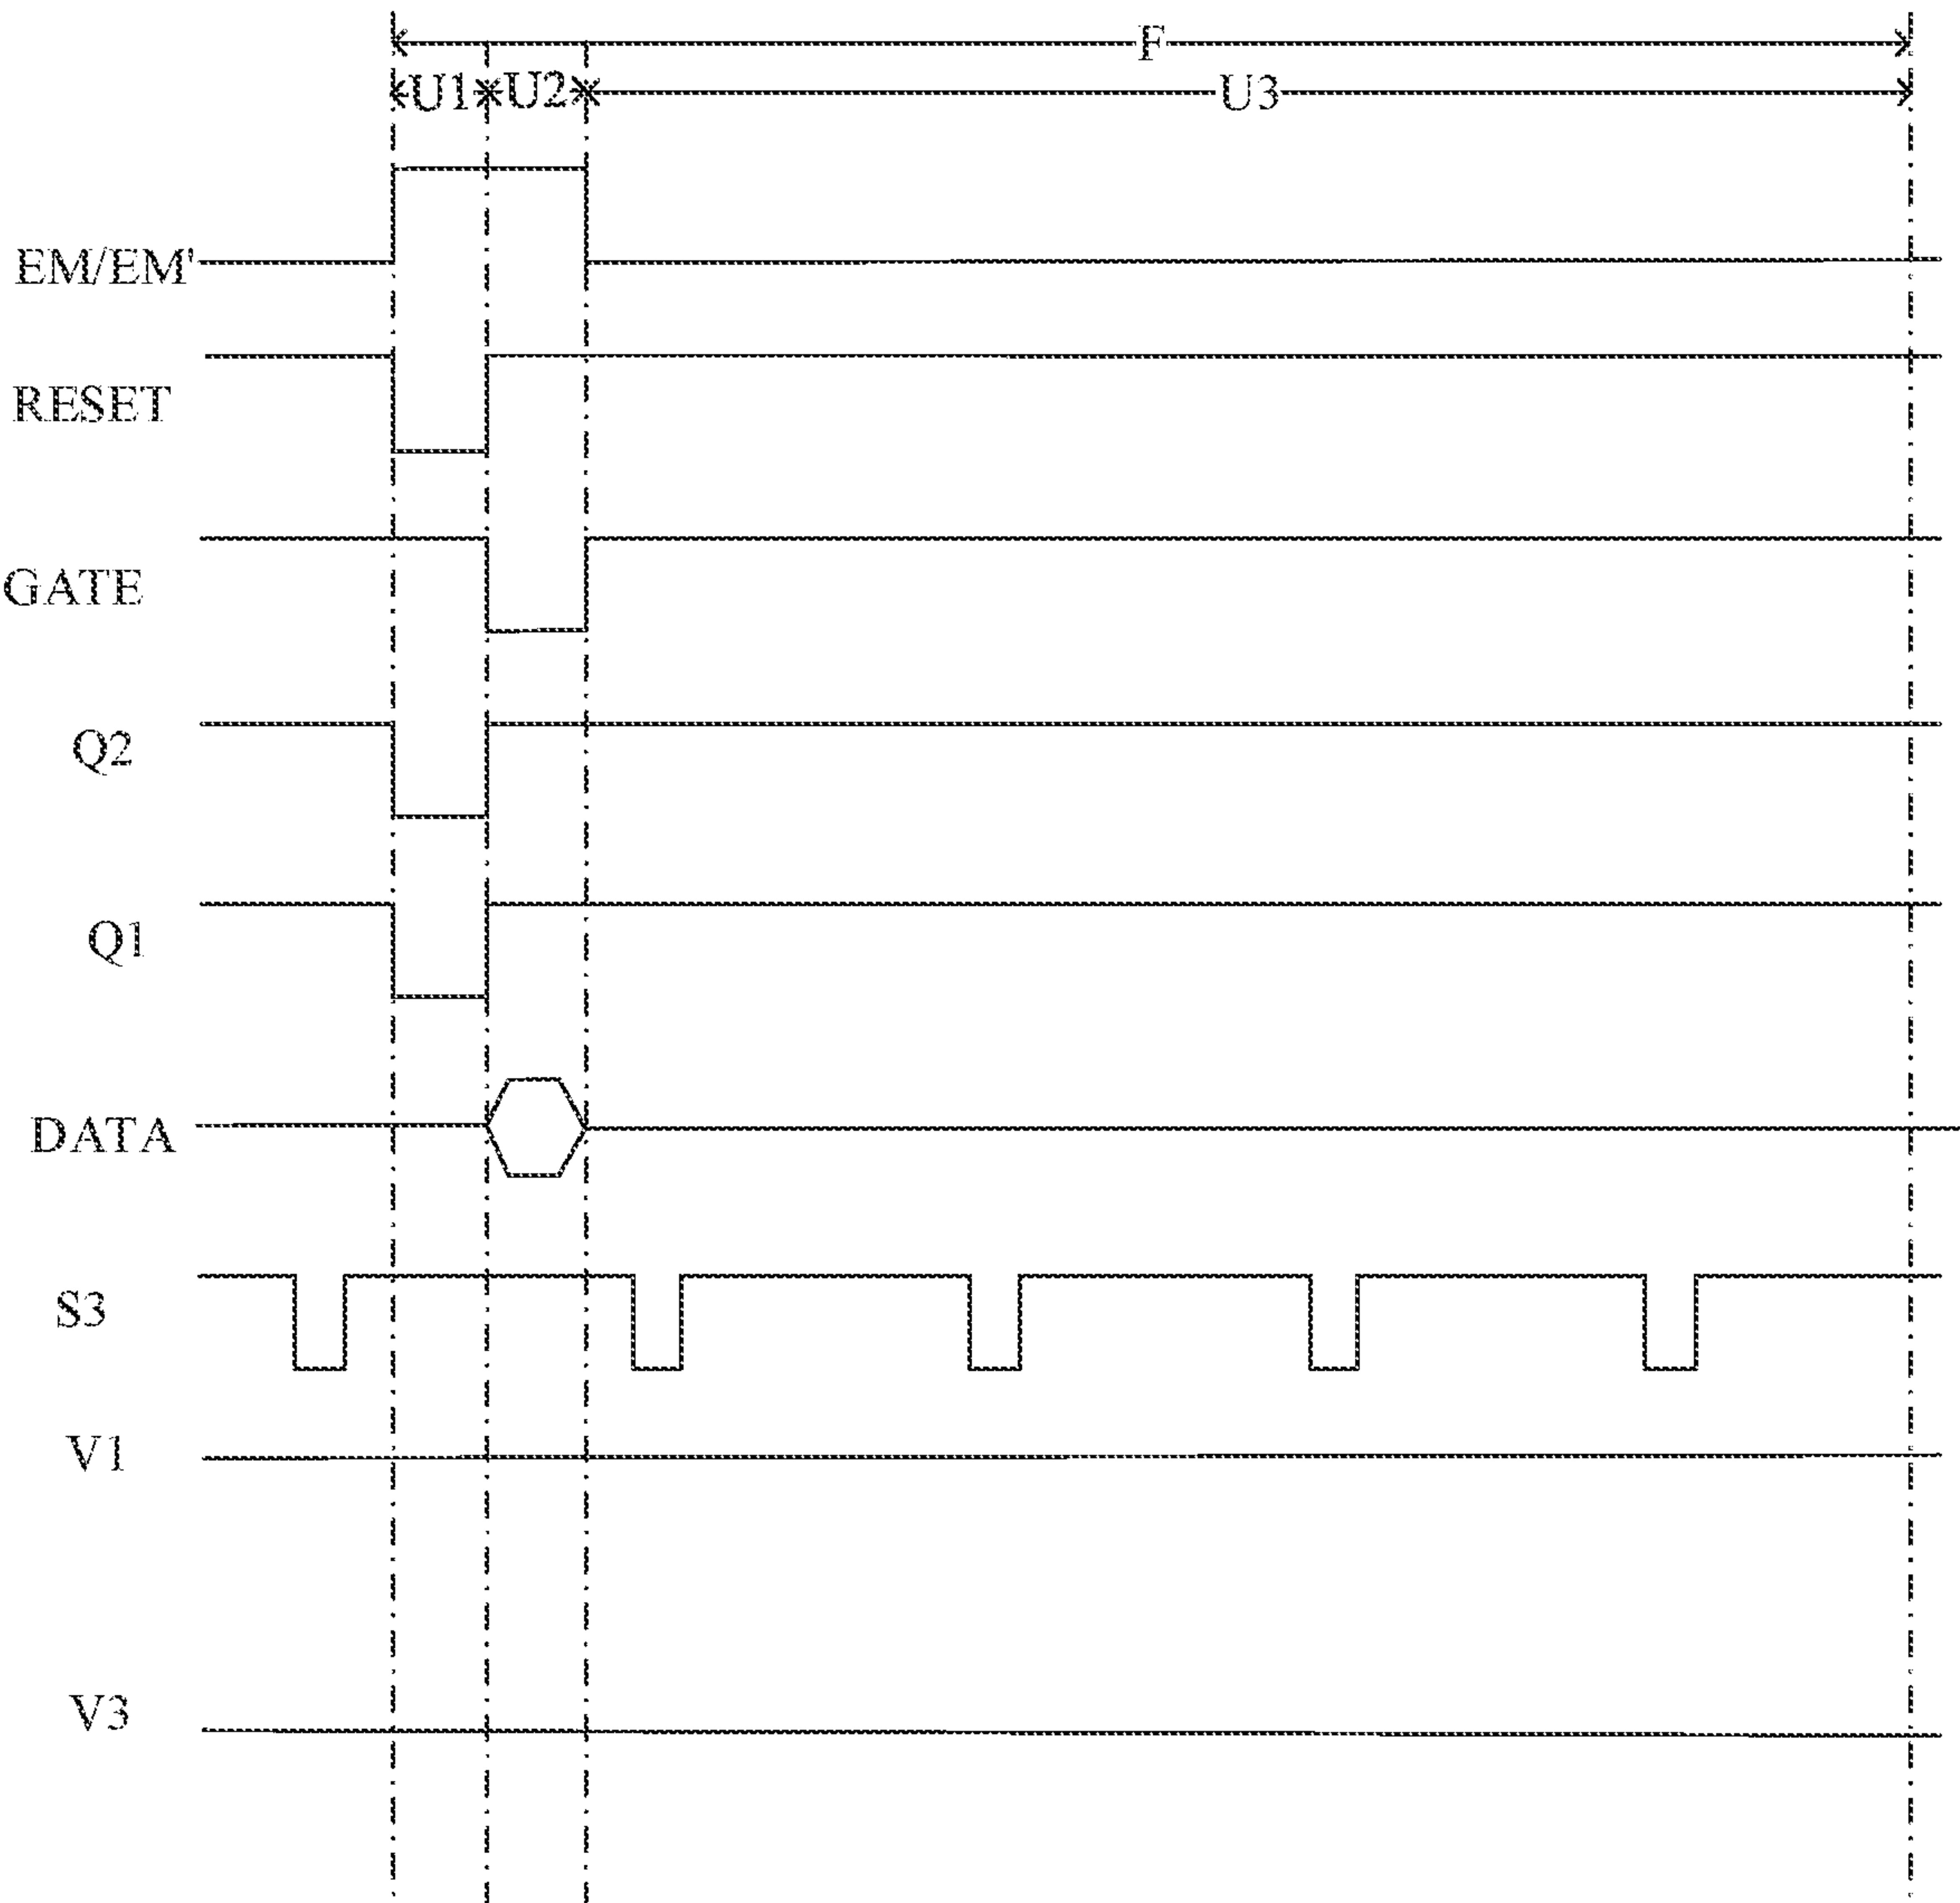 F
U1 U2 U3
EM/EM'
RESET
GATE
Q2
Q1
DATA
S3
V1
V3